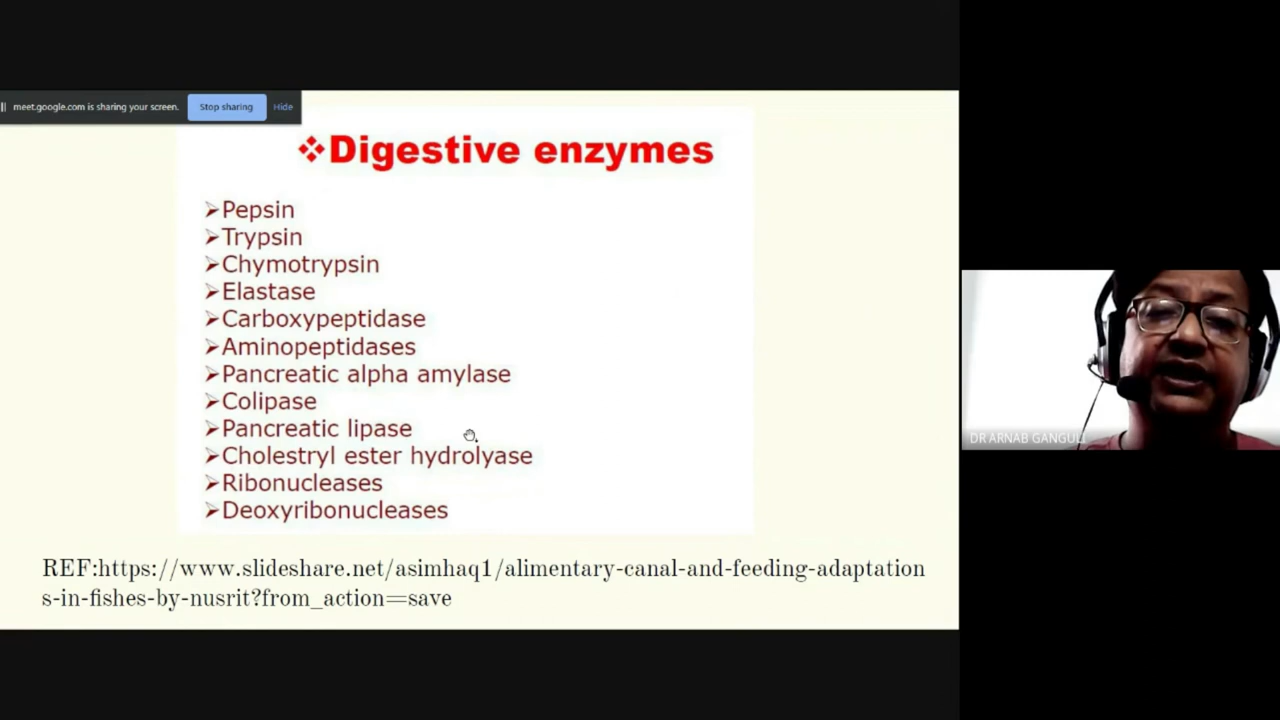 meet.google.com is sharing your screen. Stop sharing Hide
❖Digestive enzymes
➢Pepsin
➢Trypsin
➢Chymotrypsin
➢Elastase
➢Carboxypeptidase
➢Aminopeptidases
➢Pancreatic alpha amylase
➢Colipase
➢Pancreatic lipase
➢Cholestryl ester hydrolyase
➢Ribonucleases
➢Deoxyribonucleases
REF:https://www.slideshare.net/asimhaq1/alimentary-canal-and-feeding-adaptation
s-in-fishes-by-nusrit?from_action=save
DR ARNAB GANGULI